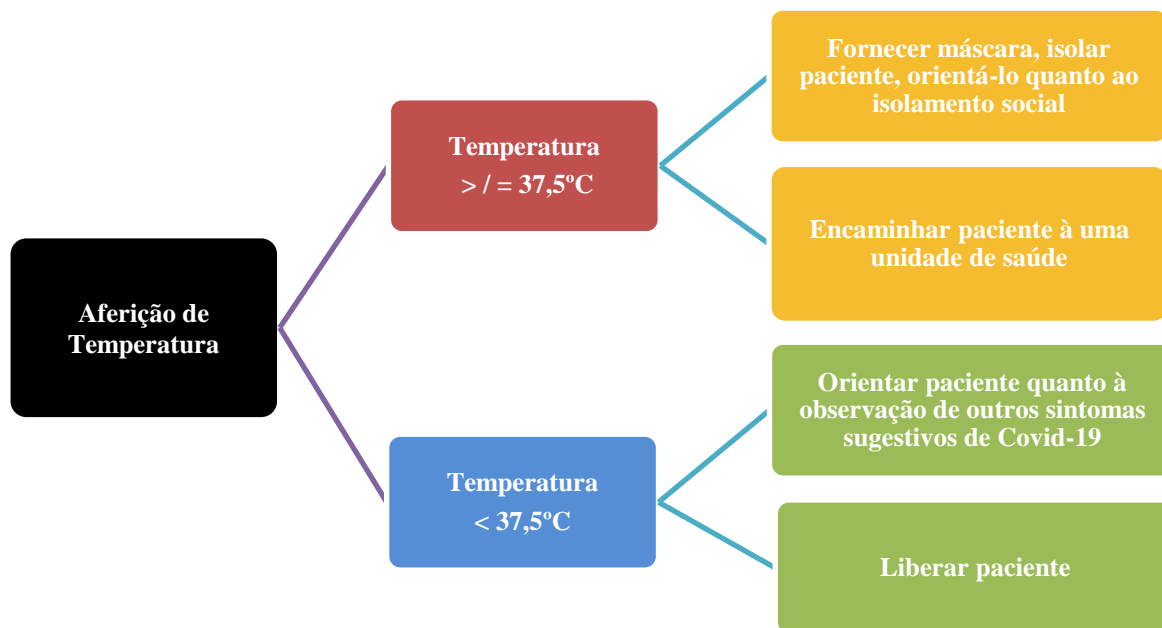 Aferição de
Temperatura
Temperatura
> / = 37,5ºC
Fornecer máscara, isolar
paciente, orientá-lo quanto ao
isolamento social
Encaminhar paciente à uma
unidade de saúde
Temperatura
< 37,5ºC
Orientar paciente quanto à
observação de outros sintomas
sugestivos de Covid-19
Liberar paciente